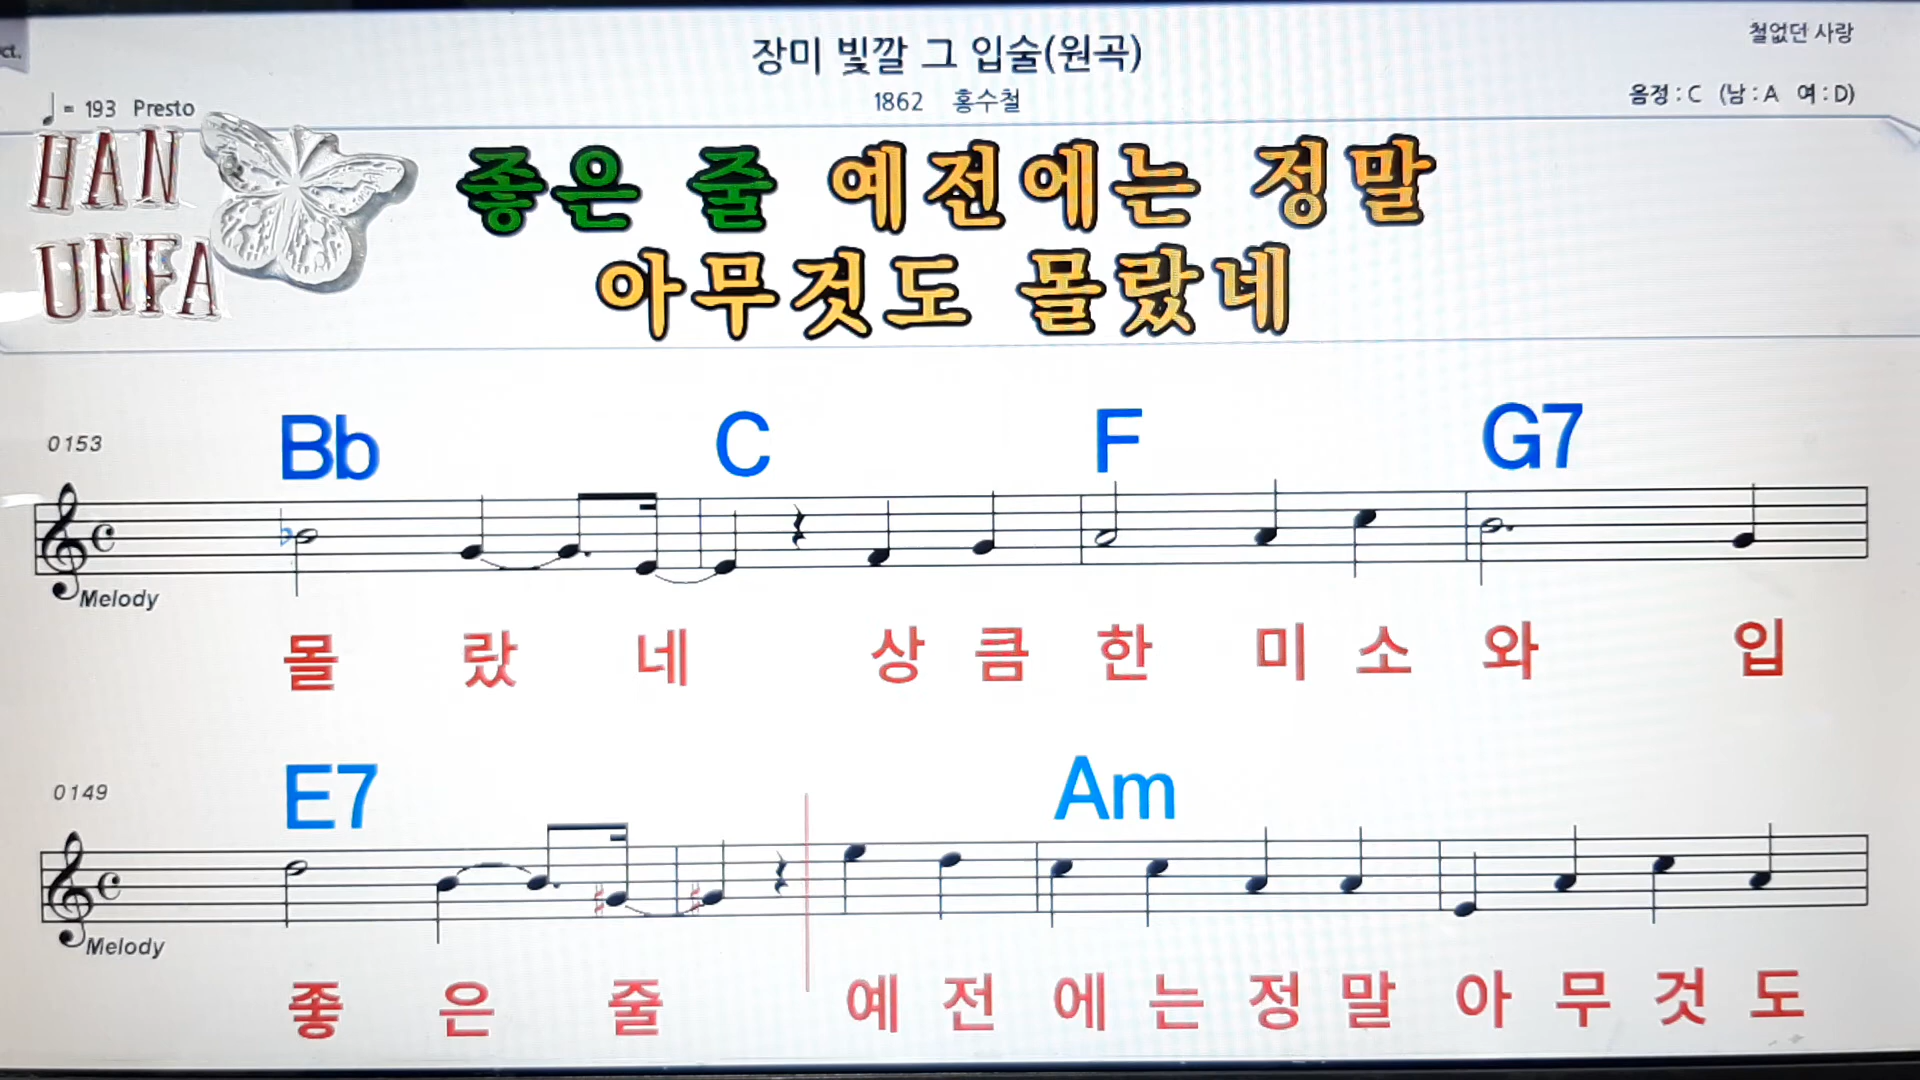 ct.
장미 빛깔 그 입술(원곡)
철없던 사랑
♩= 193 Presto
1862 홍수철
음정 : C (남 : A 여 : D)
HAN
UNFA
좋은 줄 예전에는 정말
아무것도 몰랐네
0153
Bb C F G7
Melody
몰 랐 네 상 큼 한 미 소 와 입
0149
E7 Am
Melody
좋 은 줄 예 전 에 는 정 말 아 무 것 도